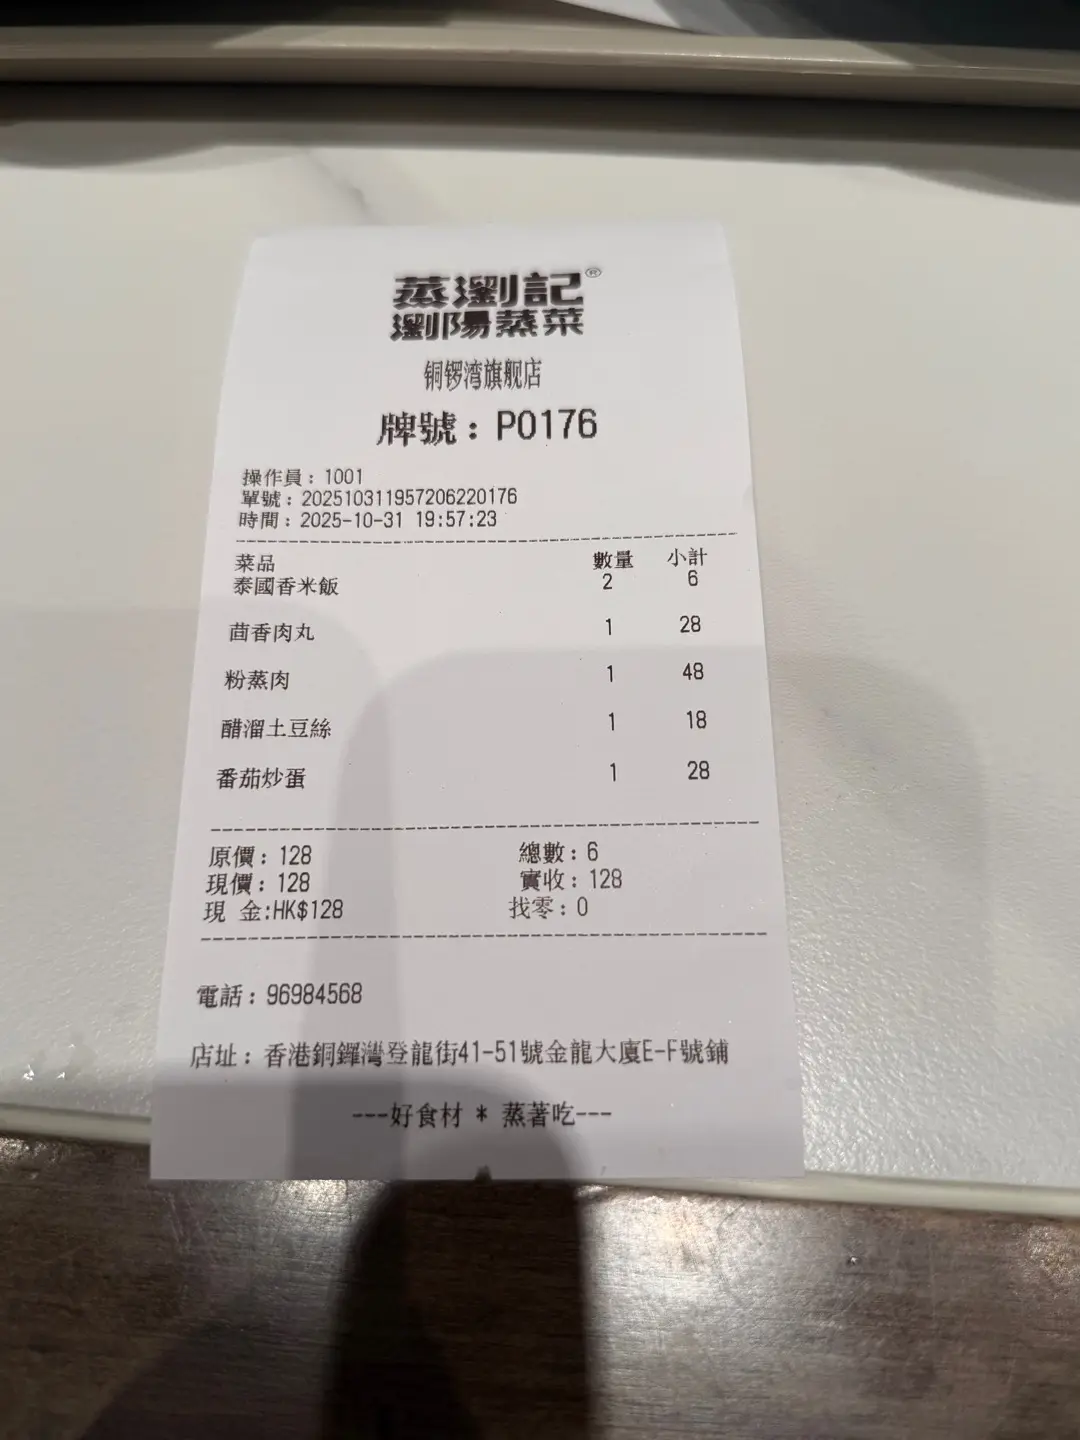 蒸瀏記®
瀏陽蒸菜
铜锣湾旗舰店
牌號：P0176
操作員：1001
單號：202510311957206220176
時間：2025-10-31 19:57:23
菜品 數量 小計
泰國香米飯 2 6
茴香肉丸 1 28
粉蒸肉 1 48
醋溜土豆絲 1 18
番茄炒蛋 1 28
原價：128 總數：6
現價：128 實收：128
現 金:HK$128 找零：0
電話：96984568
店址：香港銅鑼灣登龍街41-51號金龍大廈E-F號鋪
---好食材 * 蒸著吃---